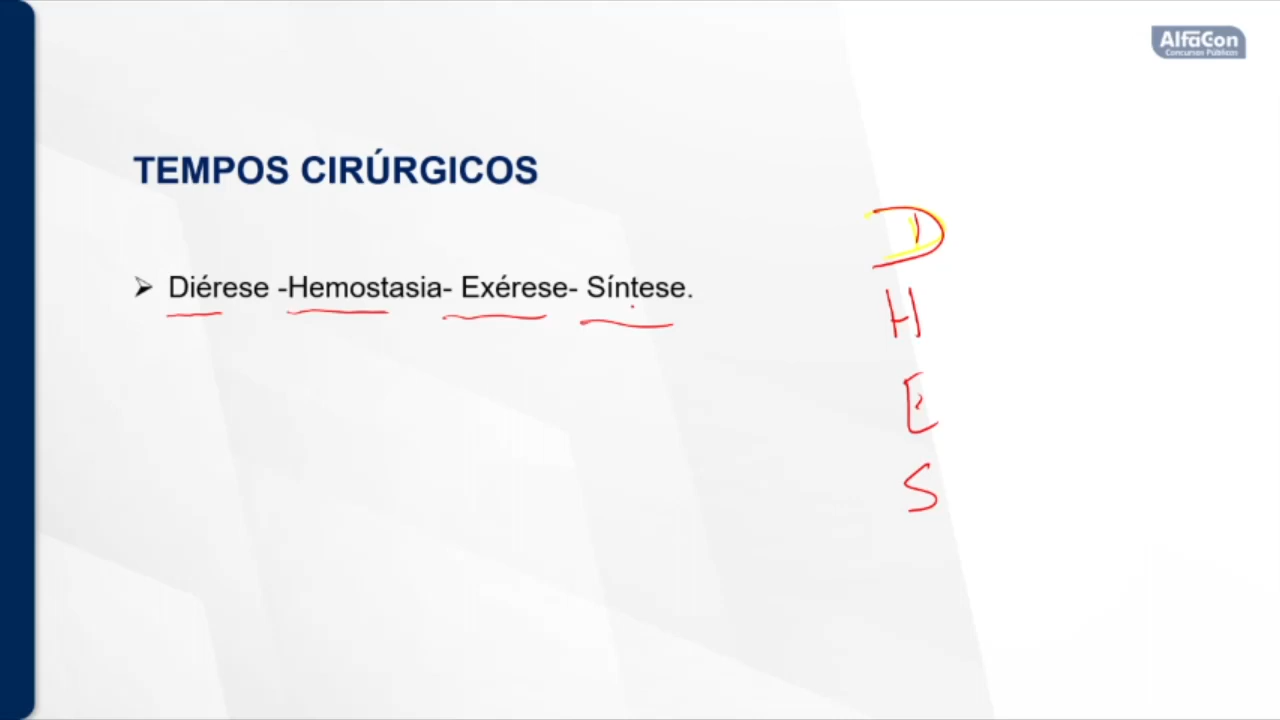 AlfaCon
Concursos Públicos
TEMPOS CIRÚRGICOS
➢ Diérese -Hemostasia- Exérese- Síntese.
D
H
E
S